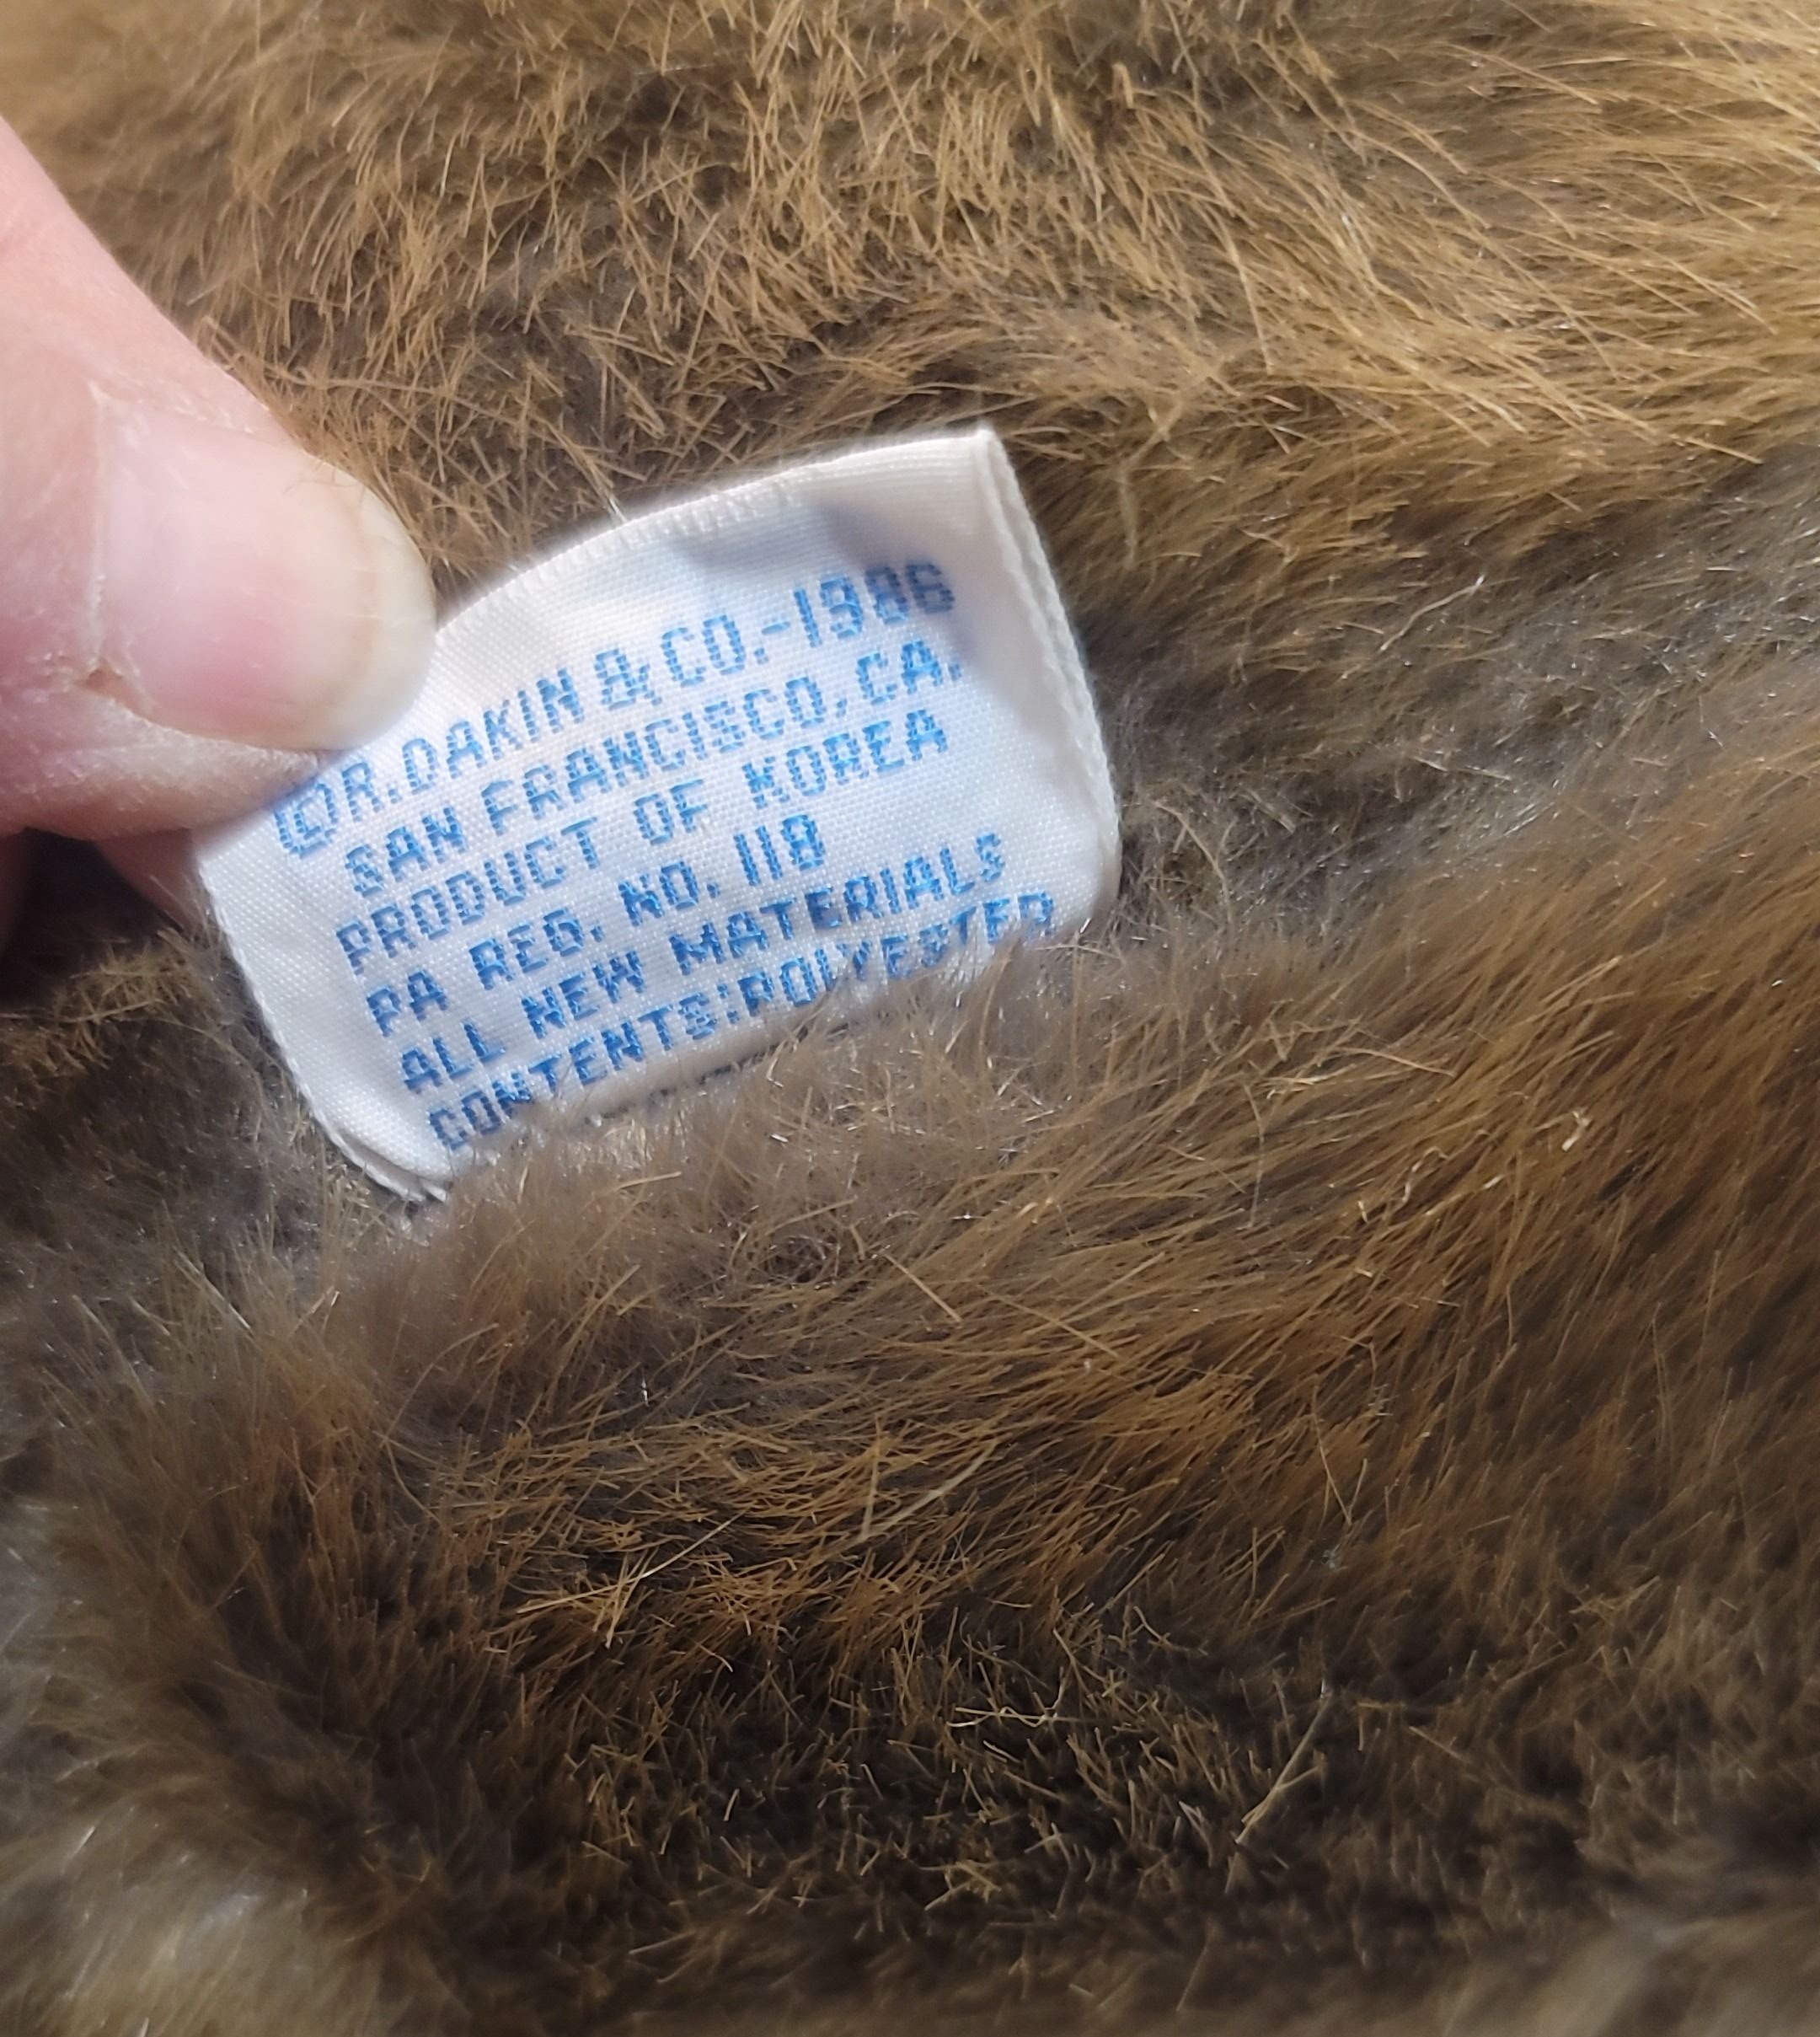 ©R.DAKIN & CO.-1986
SAN FRANCISCO, CA.
PRODUCT OF KOREA
PA REG. NO. 118
ALL NEW MATERIALS
CONTENTS:POLYESTER